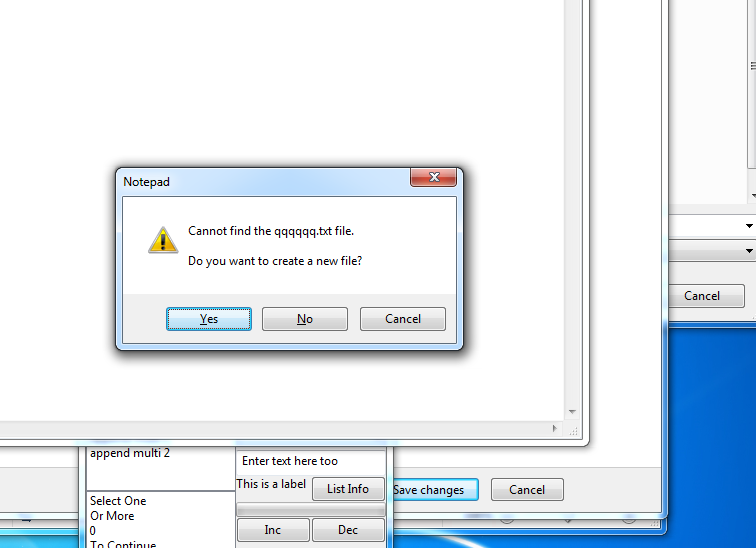 Notepad
Cannot find the qqqqqq.txt file.
Do you want to create a new file?
Yes
No
Cancel
Cancel
append multi 2
Enter text here too
This is a label
List Info
Save changes
Cancel
Select One
Or More
0
To Continue
Inc
Dec